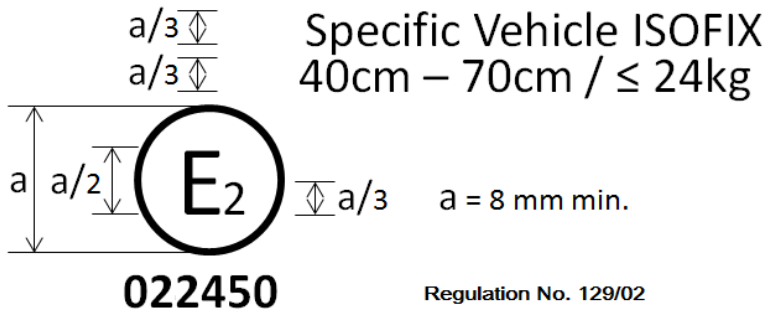 a/3 Specific Vehicle ISOFIX
a/3 40cm – 70cm / ≤ 24kg
a a/2 E2 a/3 a = 8 mm min.
022450 Regulation No. 129/02